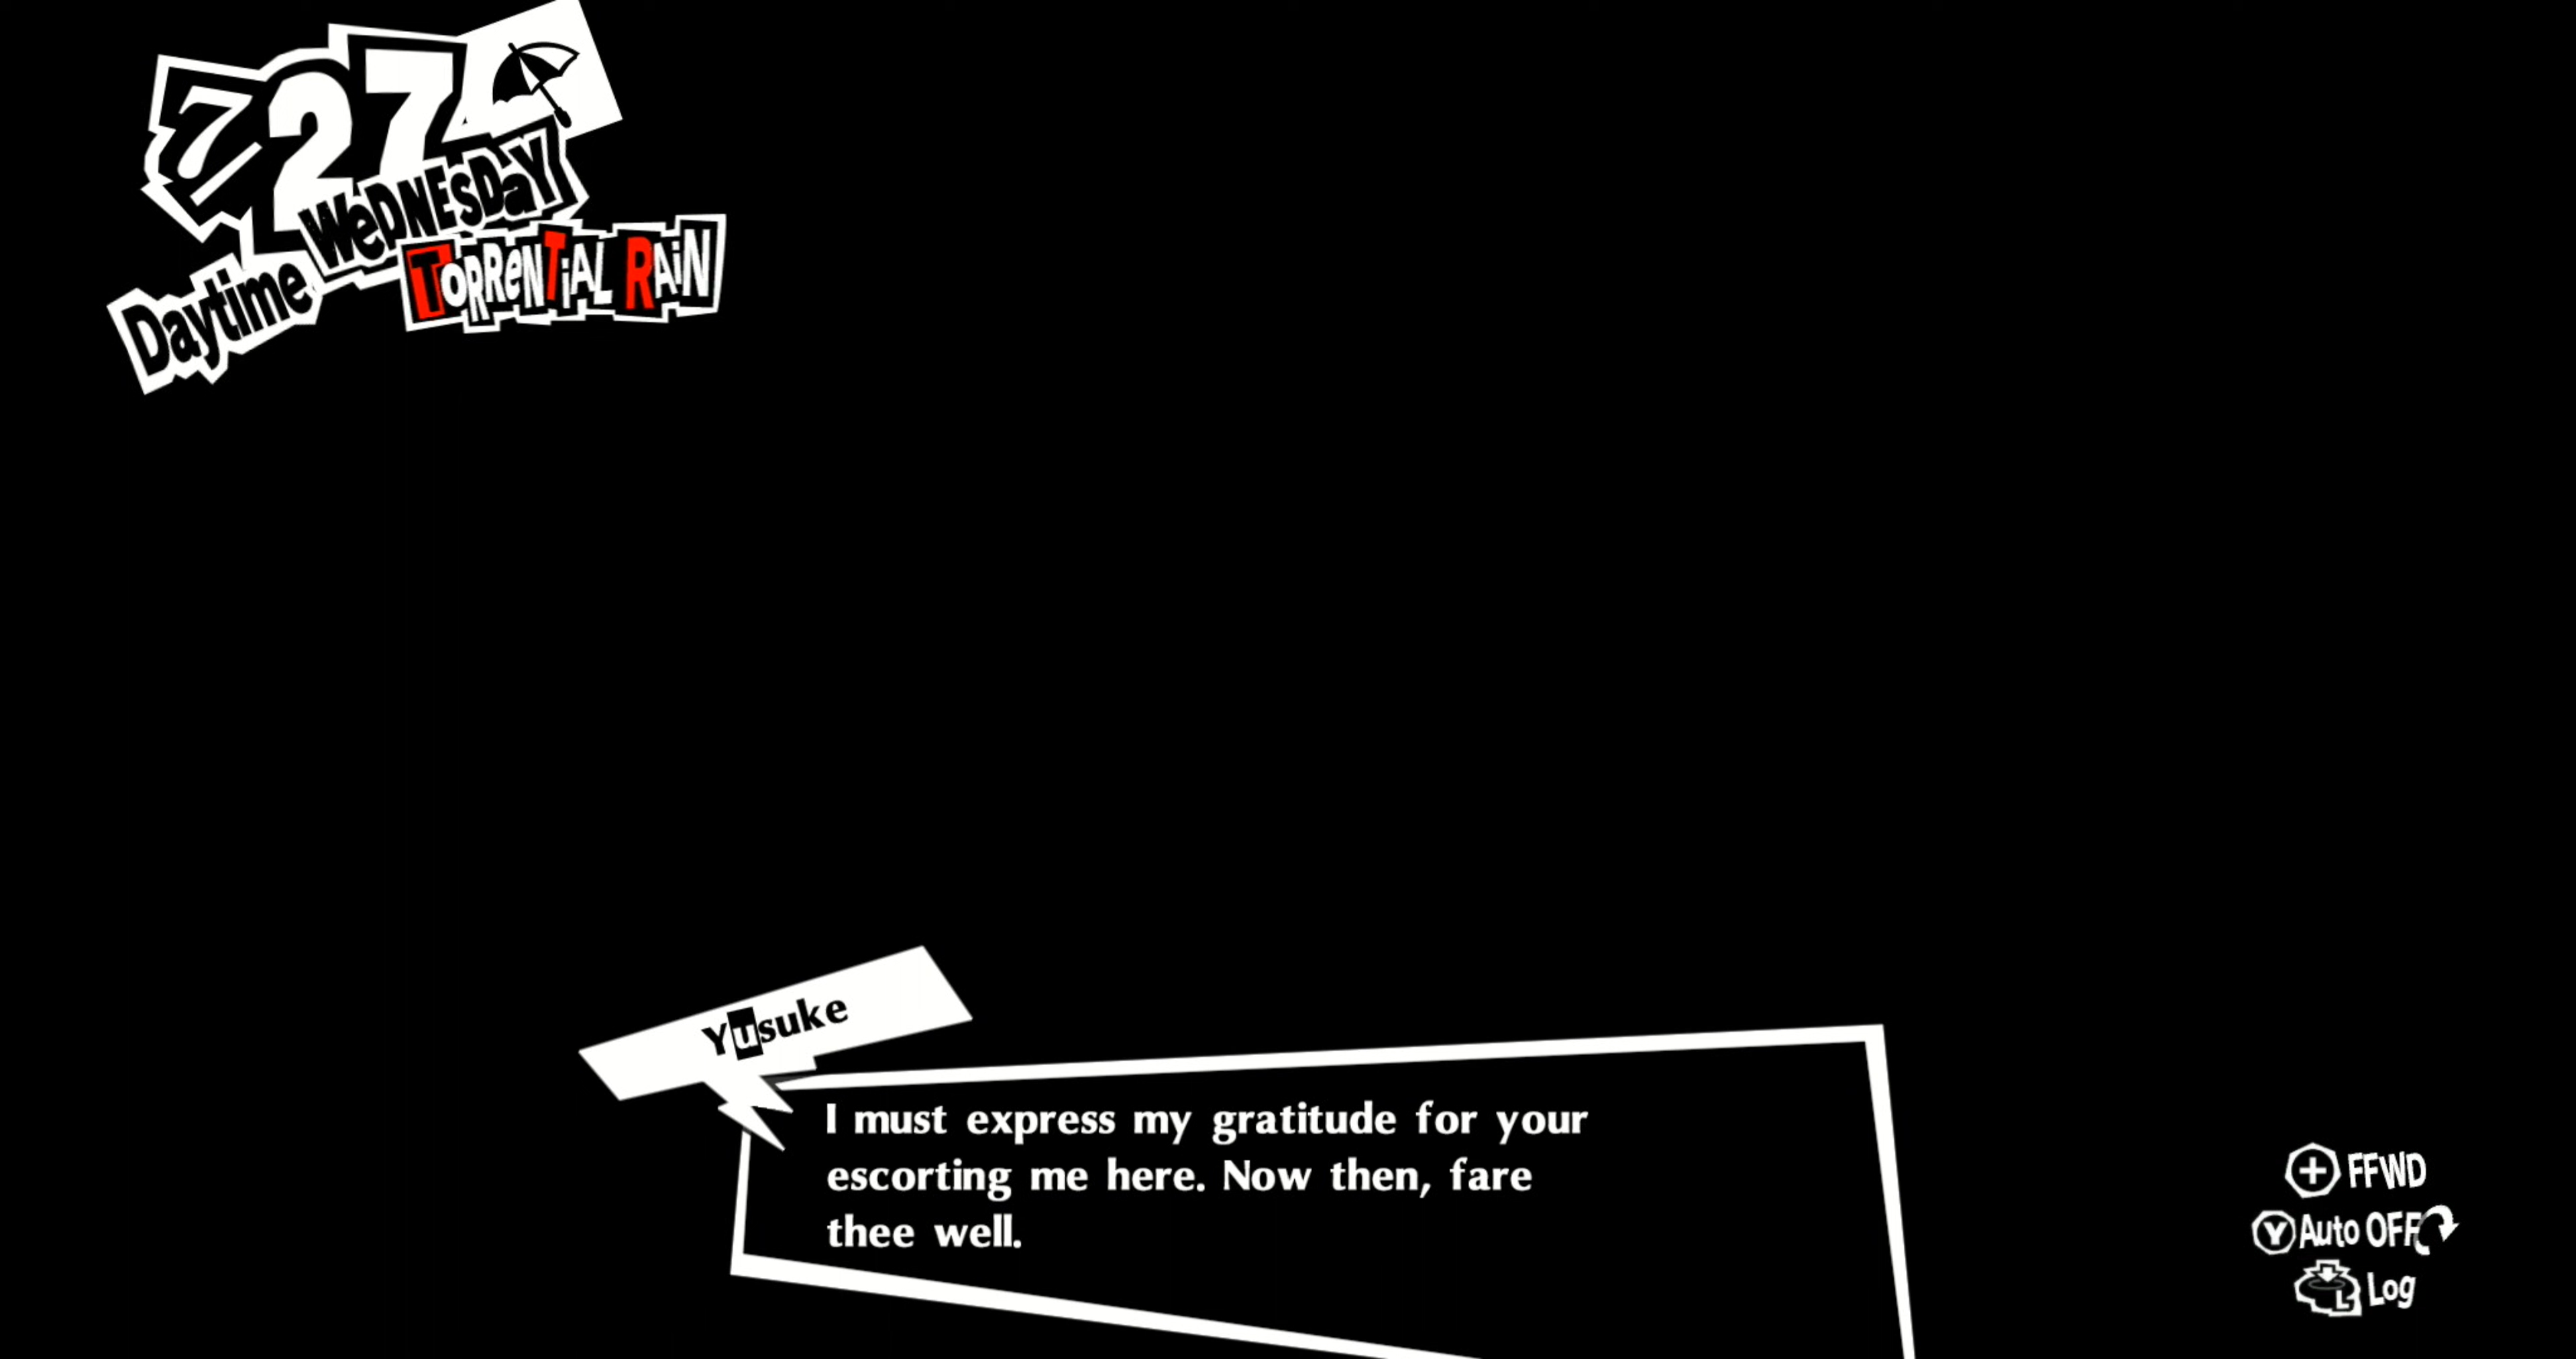 7/27
WeDNEsDaY
Daytime
TORReNTiAL RAiN
Yusuke
I must express my gratitude for your
escorting me here. Now then, fare
thee well.
+ FFWD
Y Auto OFF
L Log